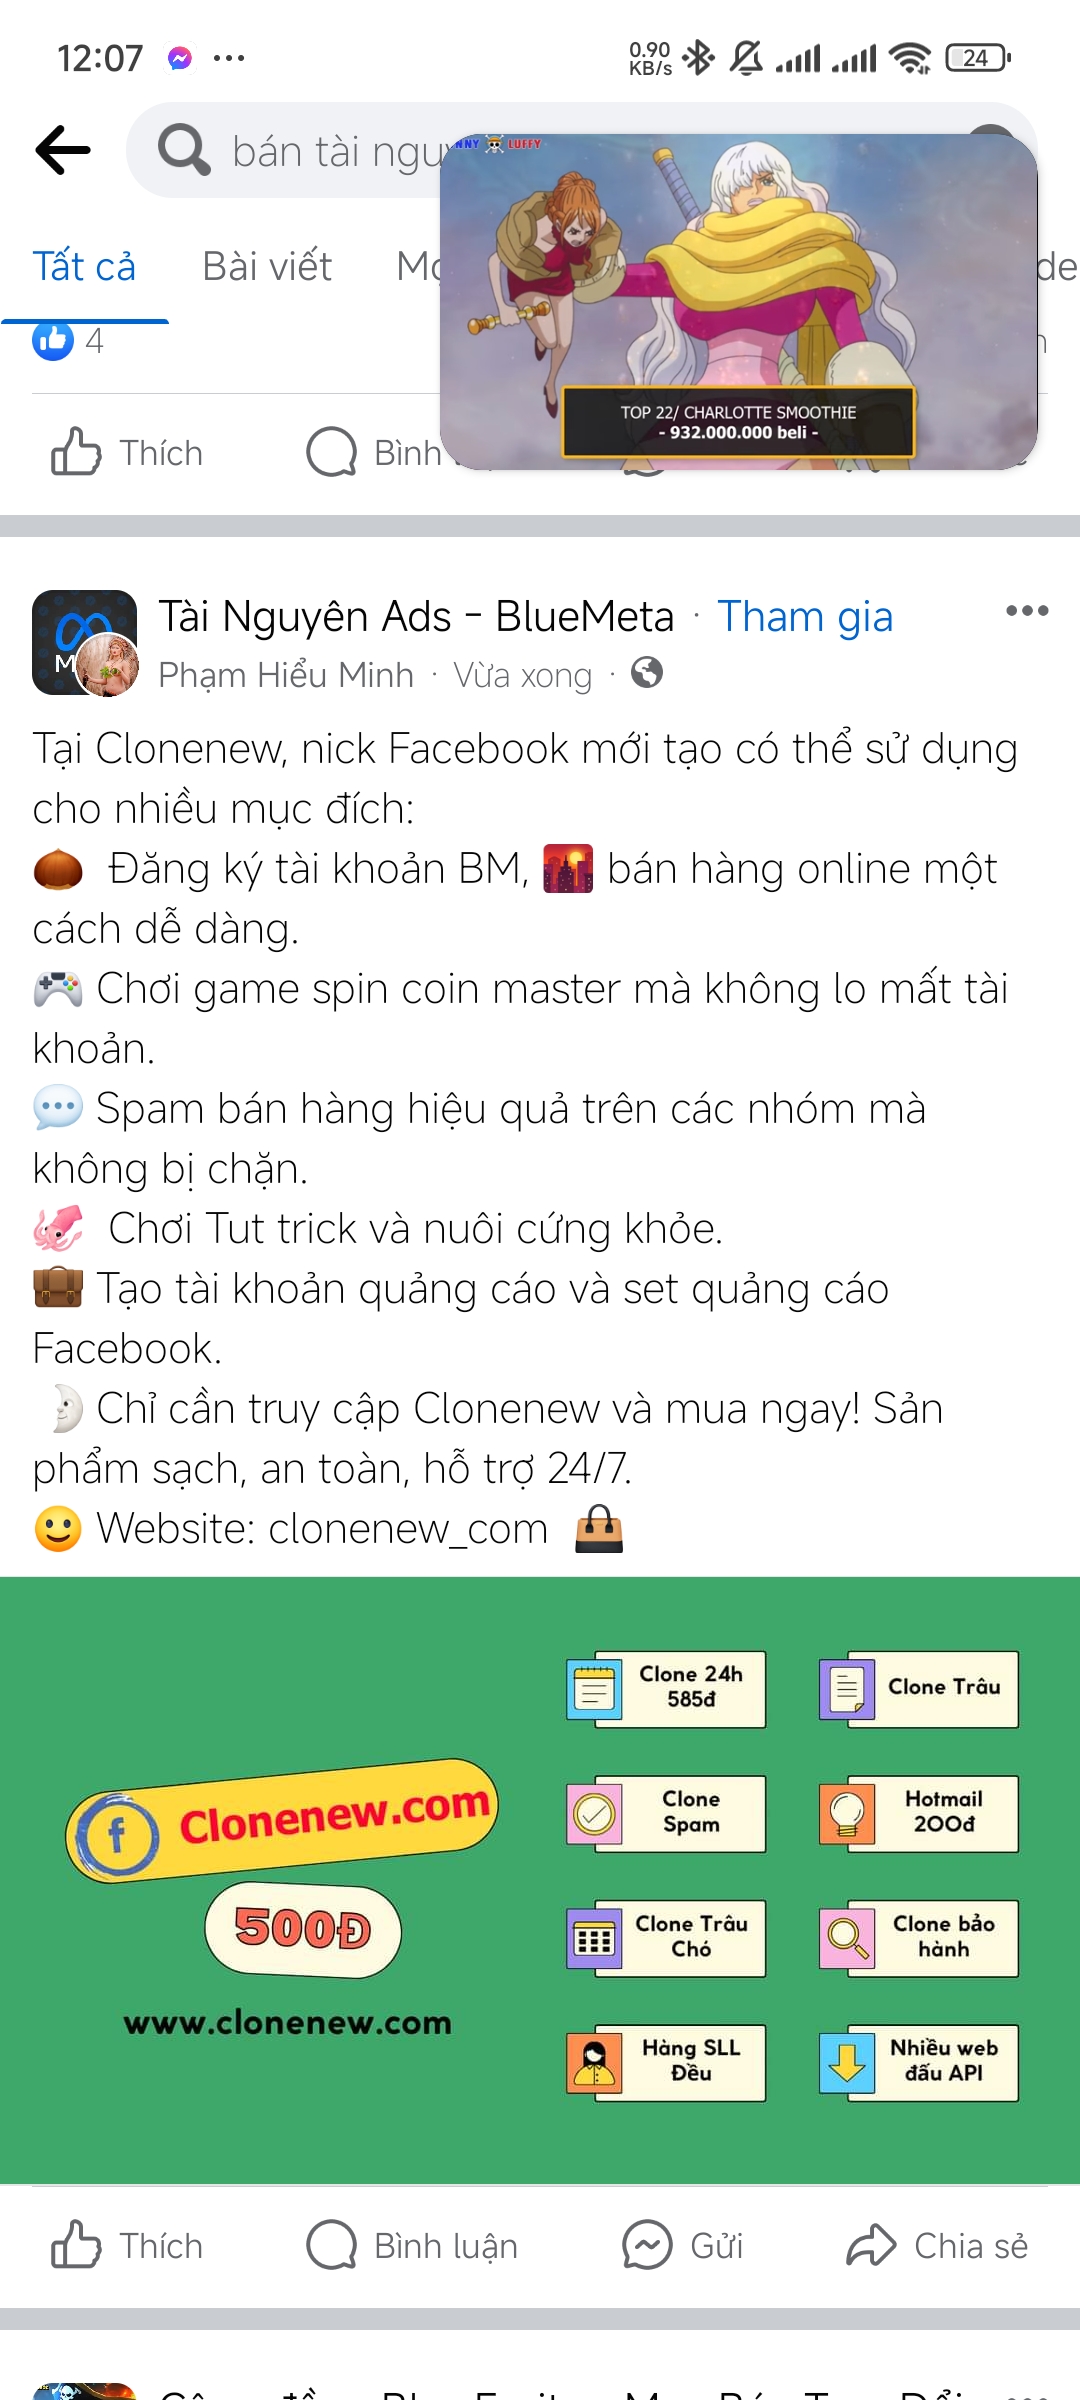 12:07
0.90
KB/s
24
bán tài
NNY LUFFY
Tất cả
Bài viết
TOP 22/ CHARLOTTE SMOOTHIE
- 932.000.000 beli -
4
Thích
Bình
Tài Nguyên Ads - BlueMeta · Tham gia
Phạm Hiểu Minh · Vừa xong ·
Tại Clonenew, nick Facebook mới tạo có thể sử dụng
cho nhiều mục đích:
🌰 Đăng ký tài khoản BM, 🌇 bán hàng online một
cách dễ dàng.
🎮 Chơi game spin coin master mà không lo mất tài
khoản.
💬 Spam bán hàng hiệu quả trên các nhóm mà
không bị chặn.
🦑 Chơi Tut trick và nuôi cứng khỏe.
💼 Tạo tài khoản quảng cáo và set quảng cáo
Facebook.
🌛 Chỉ cần truy cập Clonenew và mua ngay! Sản
phẩm sạch, an toàn, hỗ trợ 24/7.
🙂 Website: clonenew_com 👜
Clone 24h
585đ
Clone Trâu
Clonenew.com
500Đ
www.clonenew.com
Clone
Spam
Hotmail
200đ
Clone Trâu
Chó
Clone bảo
hành
Hàng SLL
Đều
Nhiều web
đấu API
Thích
Bình luận
Gửi
Chia sẻ